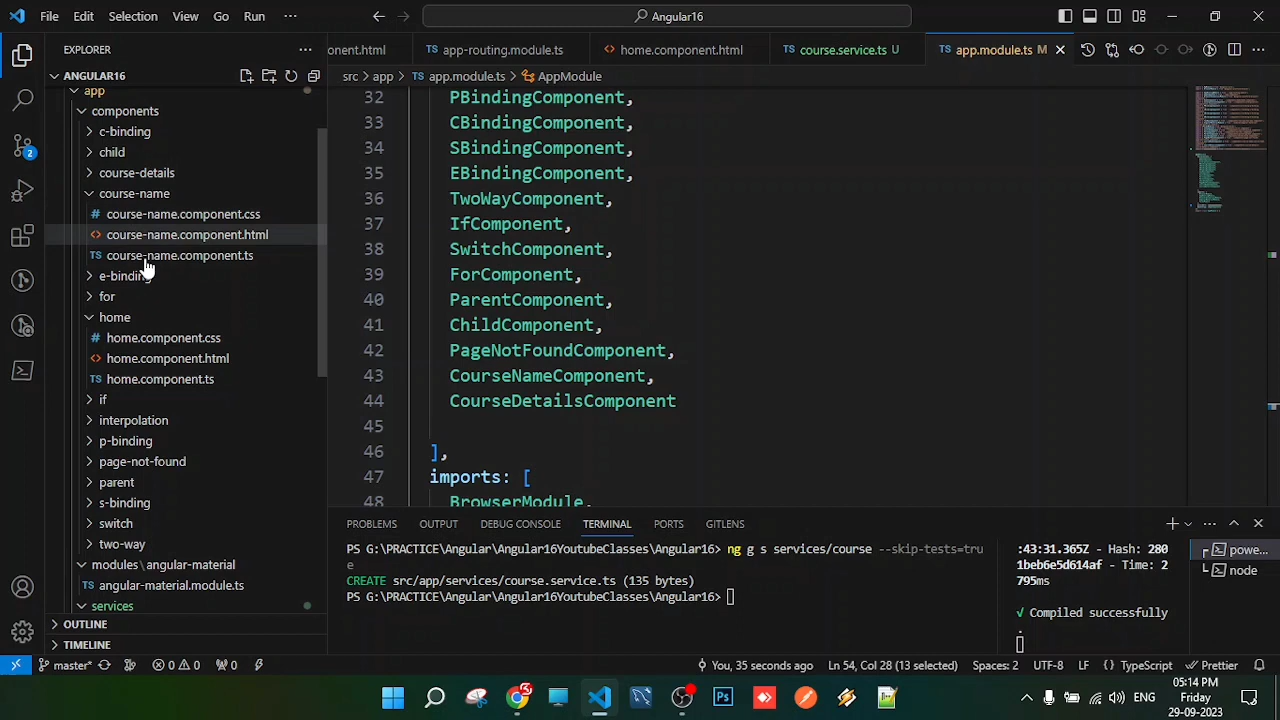 File Edit Selection View Go Run ··· Angular16
EXPLORER
ANGULAR16
app
components
c-binding
child
course-details
course-name
# course-name.component.css
<> course-name.component.html
TS course-name.component.ts
e-binding
for
home
# home.component.css
<> home.component.html
TS home.component.ts
if
interpolation
p-binding
page-not-found
parent
s-binding
switch
two-way
modules\angular-material
TS angular-material.module.ts
services
OUTLINE
TIMELINE
onent.html TS app-routing.module.ts <> home.component.html TS course.service.ts U TS app.module.ts M
src > app > TS app.module.ts > AppModule
32 PBindingComponent,
33 CBindingComponent,
34 SBindingComponent,
35 EBindingComponent,
36 TwoWayComponent,
37 IfComponent,
38 SwitchComponent,
39 ForComponent,
40 ParentComponent,
41 ChildComponent,
42 PageNotFoundComponent,
43 CourseNameComponent,
44 CourseDetailsComponent
45
46 ],
47 imports: [
48 BrowserModule,
PROBLEMS OUTPUT DEBUG CONSOLE TERMINAL PORTS GITLENS
PS G:\PRACTICE\Angular\Angular16YoutubeClasses\Angular16> ng g s services/course --skip-tests=tru
e
CREATE src/app/services/course.service.ts (135 bytes)
PS G:\PRACTICE\Angular\Angular16YoutubeClasses\Angular16>
:43:31.365Z - Hash: 280
1beb6e5d614af - Time: 2
795ms
√ Compiled successfully
.
powe...
node
2
master* 0 0 0 You, 35 seconds ago Ln 54, Col 28 (13 selected) Spaces: 2 UTF-8 LF {} TypeScript Prettier
Ps ENG 05:14 PM
Friday
29-09-2023